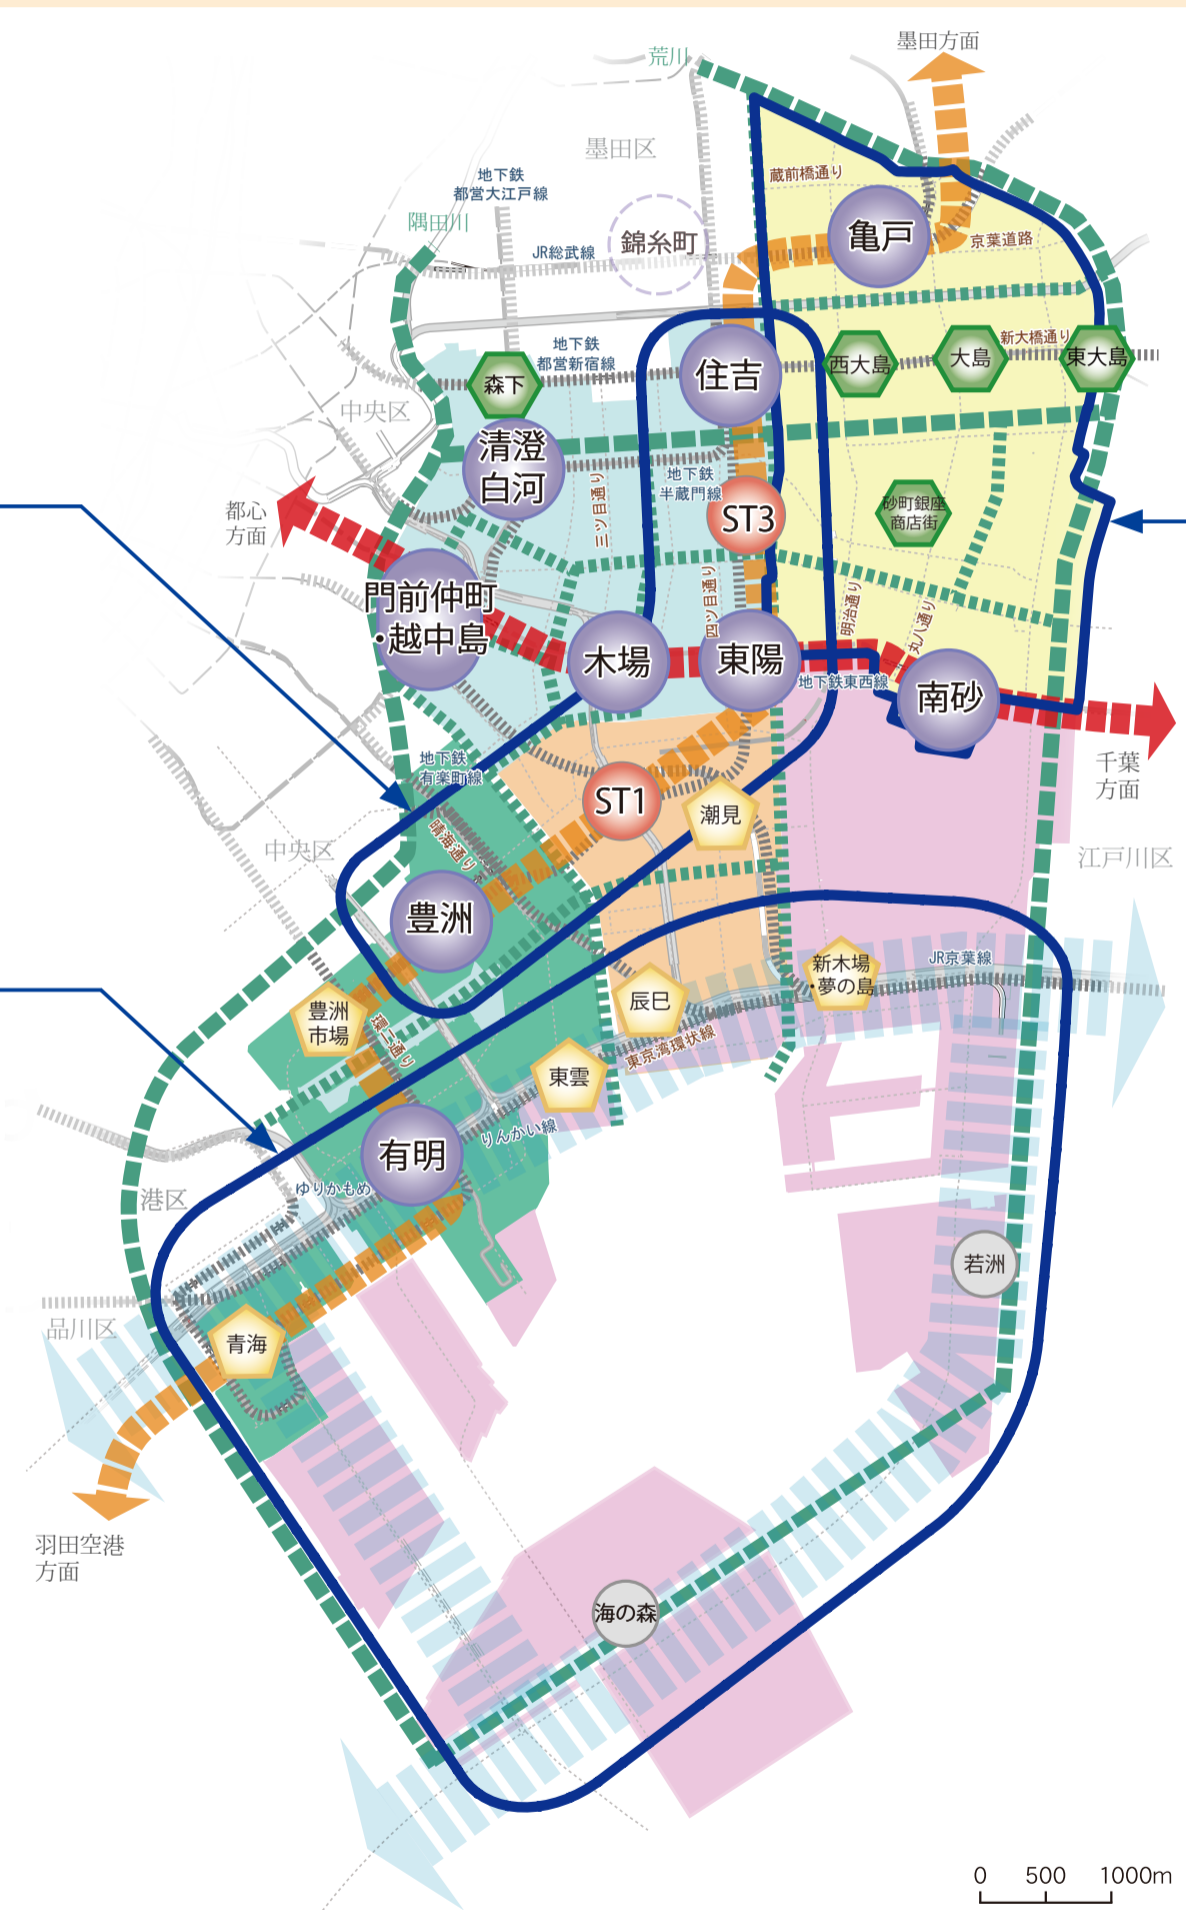 墨田方面
荒川
墨田区
蔵前橋通り
地下鉄
都営大江戸線
隅田川
亀戸
錦糸町
京葉道路
JR総武線
新大橋通り
地下鉄
都営新宿線
西大島
大島
東大島
住吉
森下
中央区
清澄
白河
地下鉄
半蔵門線
三ツ目通り
砂町銀座
商店街
ST3
都心
方面
門前仲町
・越中島
四ツ目通り
明治通り
丸八通り
木場
東陽
地下鉄東西線
南砂
千葉
方面
地下鉄
有楽町線
ST1
潮見
晴海通り
中央区
江戸川区
豊洲
新木場
・夢の島
JR京葉線
辰巳
豊洲
市場
環二通り
東京湾環状線
東雲
りんかい線
有明
ゆりかもめ
港区
若洲
品川区
青海
羽田空港
方面
海の森
0 500 1000m